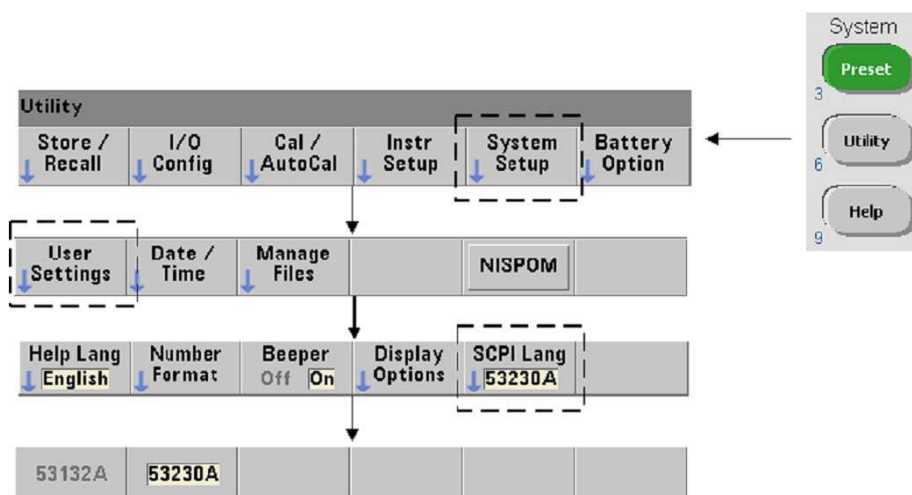 System
Preset
3
Utility
6
Help
9
Utility
Store / Recall
I/O Config
Cal / AutoCal
Instr Setup
System Setup
Battery Option
User Settings
Date / Time
Manage Files
NISPOM
Help Lang English
Number Format
Beeper Off On
Display Options
SCPI Lang 53230A
53132A
53230A